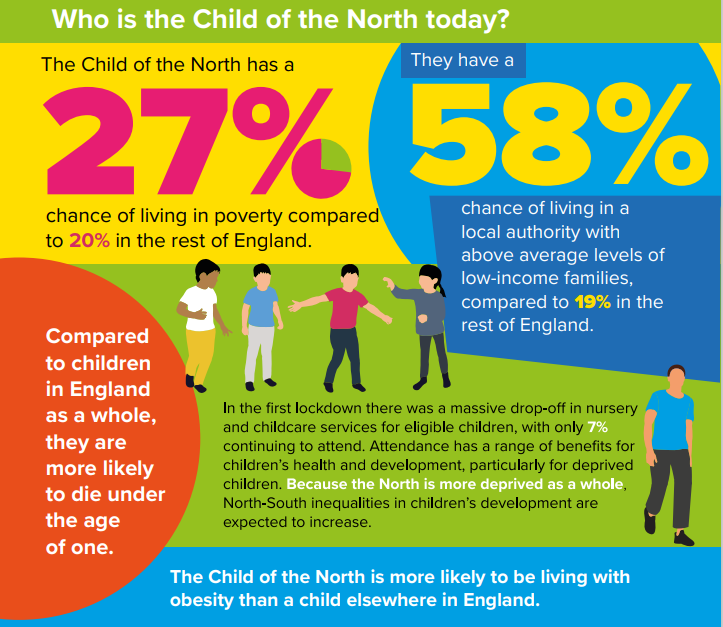 Who is the Child of the North today?
The Child of the North has a
27%
chance of living in poverty compared
to 20% in the rest of England.
They have a
58%
chance of living in a
local authority with
above average levels of
low-income families,
compared to 19% in the
rest of England.
Compared
to children
in England
as a whole,
they are
more likely
to die under
the age
of one.
In the first lockdown there was a massive drop-off in nursery
and childcare services for eligible children, with only 7%
continuing to attend. Attendance has a range of benefits for
children’s health and development, particularly for deprived
children. Because the North is more deprived as a whole,
North-South inequalities in children’s development are
expected to increase.
The Child of the North is more likely to be living with
obesity than a child elsewhere in England.